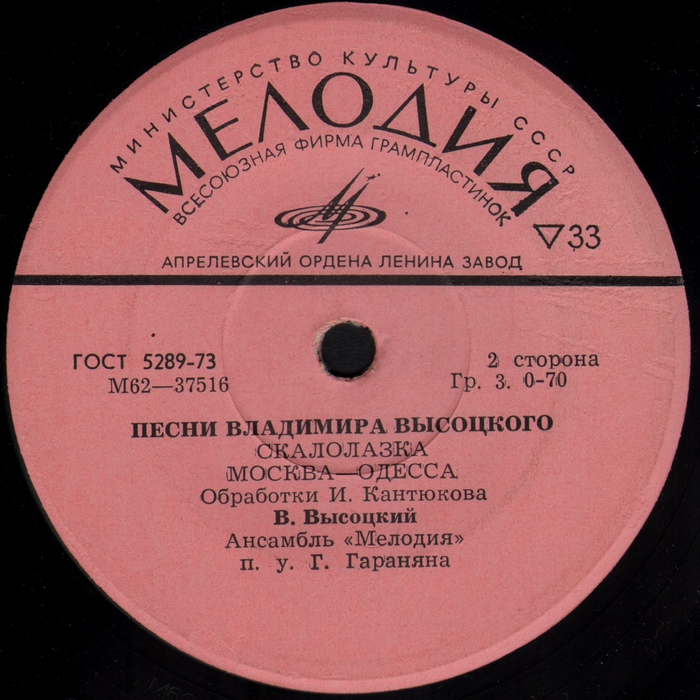 МИНИСТЕРСТВО КУЛЬТУРЫ СССР
МЕЛОДИЯ
ВСЕСОЮЗНАЯ ФИРМА ГРАМПЛАСТИНОК
33
АПРЕЛЕВСКИЙ ОРДЕНА ЛЕНИНА ЗАВОД
ГОСТ 5289-73
М62—37516
2 сторона
Гр. 3. 0-70
ПЕСНИ ВЛАДИМИРА ВЫСОЦКОГО
СКАЛОЛАЗКА
МОСКВА—ОДЕССА
Обработки И. Кантюкова
В. Высоцкий
Ансамбль «Мелодия»
п. у. Г. Гараняна